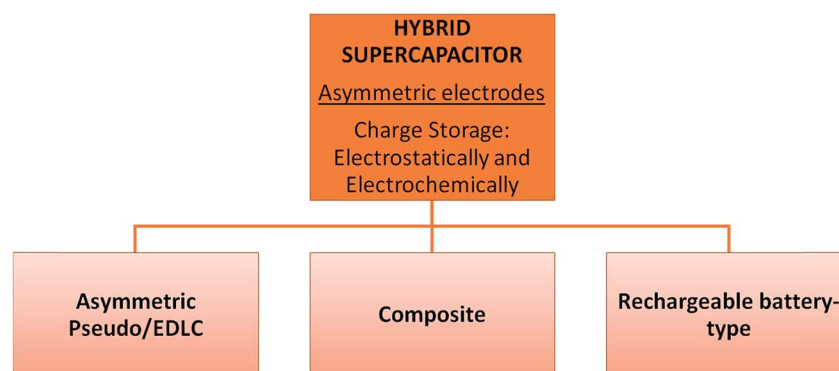 HYBRID
SUPERCAPACITOR
Asymmetric electrodes
Charge Storage:
Electrostatically and
Electrochemically
Asymmetric
Pseudo/EDLC
Composite
Rechargeable battery-
type